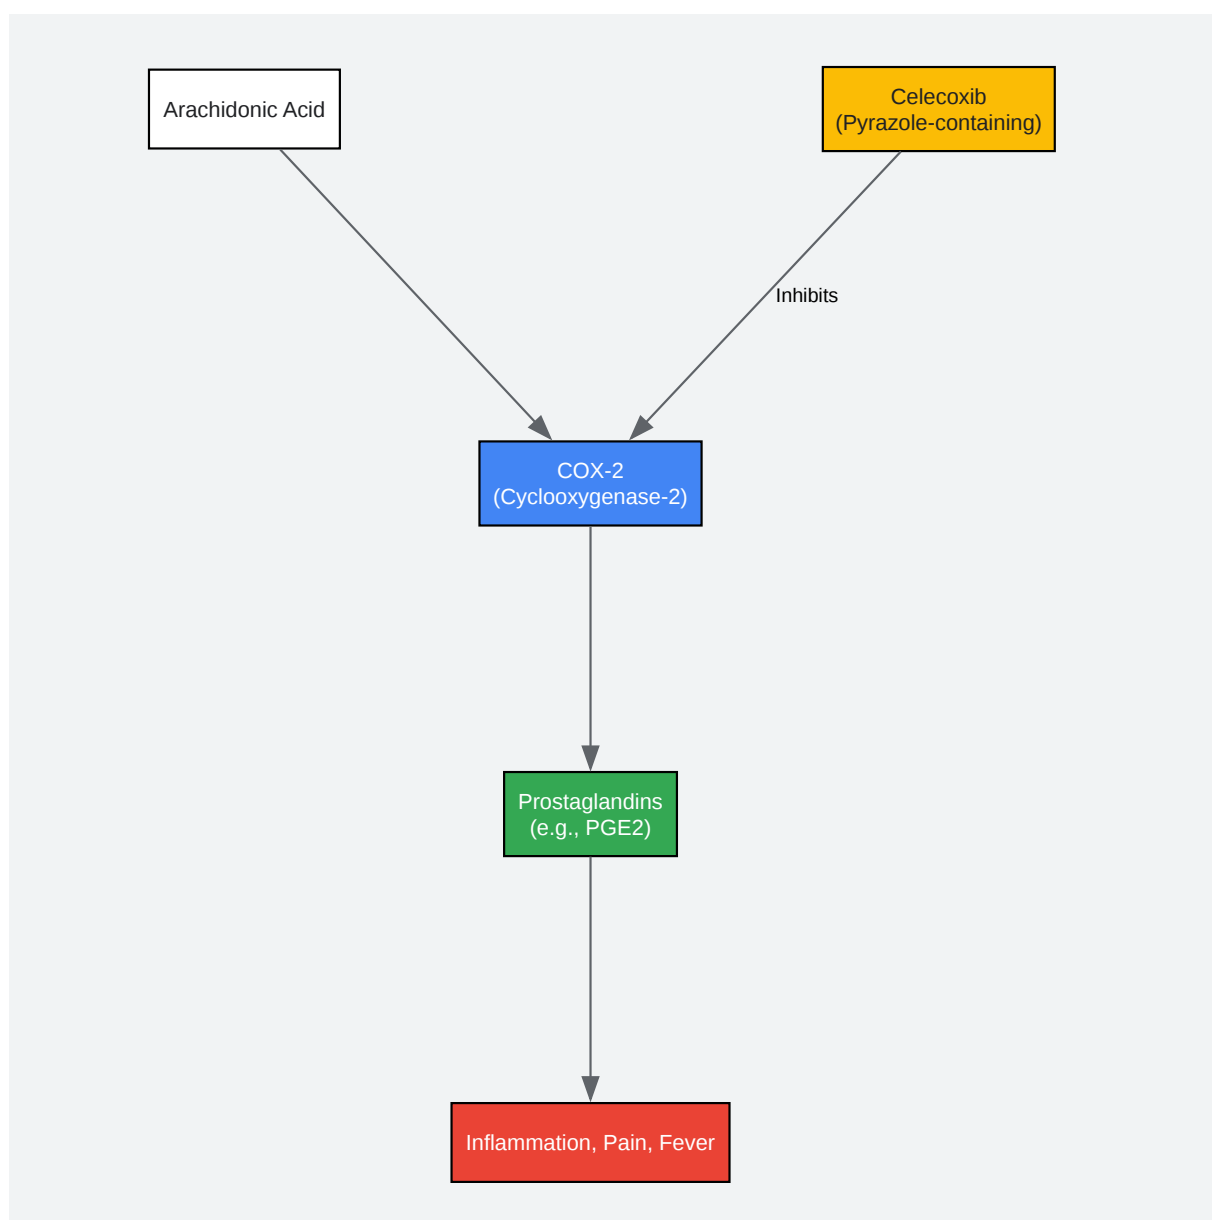 Arachidonic Acid
Celecoxib
(Pyrazole-containing)
Inhibits
COX-2
(Cyclooxygenase-2)
Prostaglandins
(e.g., PGE2)
Inflammation, Pain, Fever